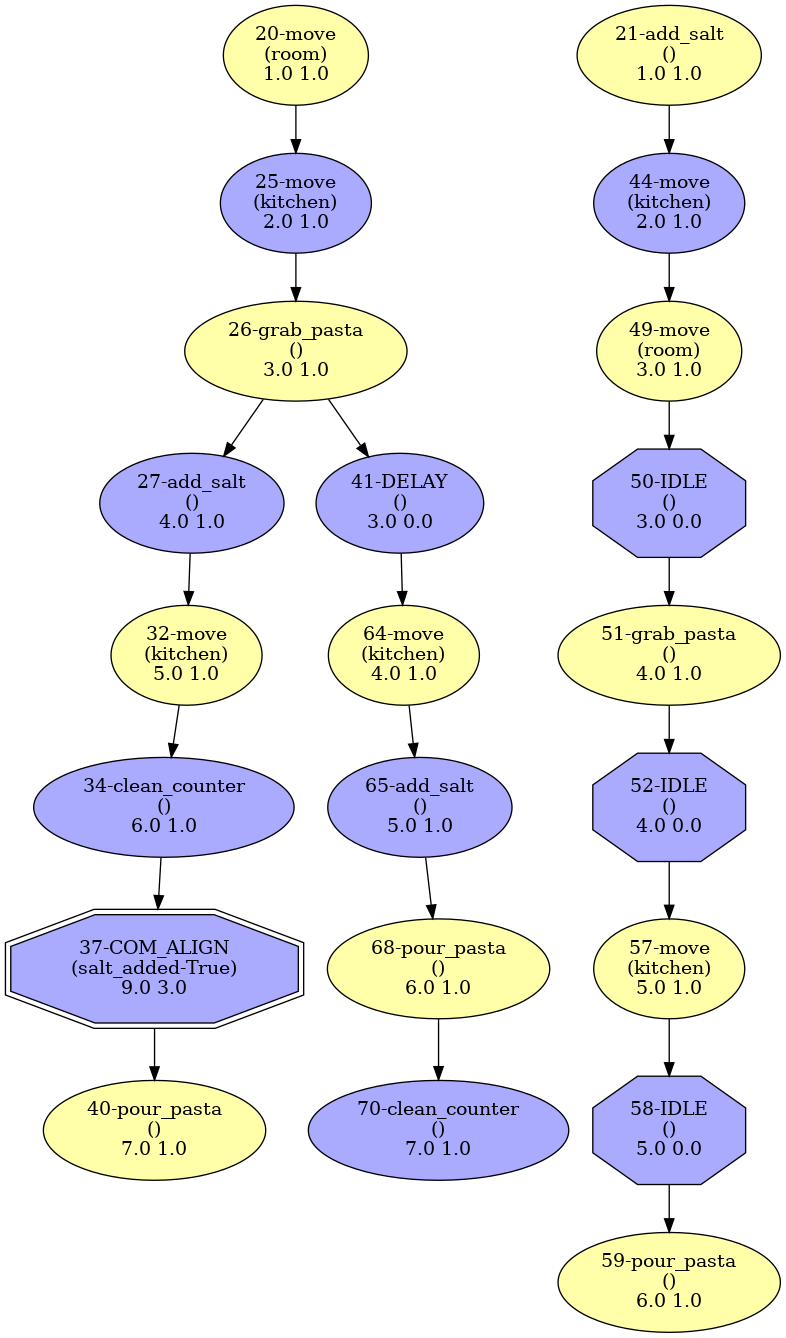 20-move
(room)
1.0 1.0
21-add_salt
()
1.0 1.0
25-move
(kitchen)
2.0 1.0
44-move
(kitchen)
2.0 1.0
26-grab_pasta
()
3.0 1.0
49-move
(room)
3.0 1.0
27-add_salt
()
4.0 1.0
41-DELAY
()
3.0 0.0
50-IDLE
()
3.0 0.0
32-move
(kitchen)
5.0 1.0
64-move
(kitchen)
4.0 1.0
51-grab_pasta
()
4.0 1.0
34-clean_counter
()
6.0 1.0
65-add_salt
()
5.0 1.0
52-IDLE
()
4.0 0.0
37-COM_ALIGN
(salt_added-True)
9.0 3.0
68-pour_pasta
()
6.0 1.0
57-move
(kitchen)
5.0 1.0
40-pour_pasta
()
7.0 1.0
70-clean_counter
()
7.0 1.0
58-IDLE
()
5.0 0.0
59-pour_pasta
()
6.0 1.0